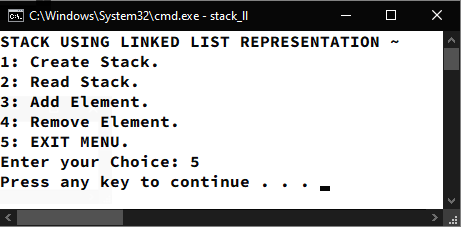 C:\Windows\System32\cmd.exe - stack_ll
STACK USING LINKED LIST REPRESENTATION ~
1: Create Stack.
2: Read Stack.
3: Add Element.
4: Remove Element.
5: EXIT MENU.
Enter your Choice: 5
Press any key to continue . . .